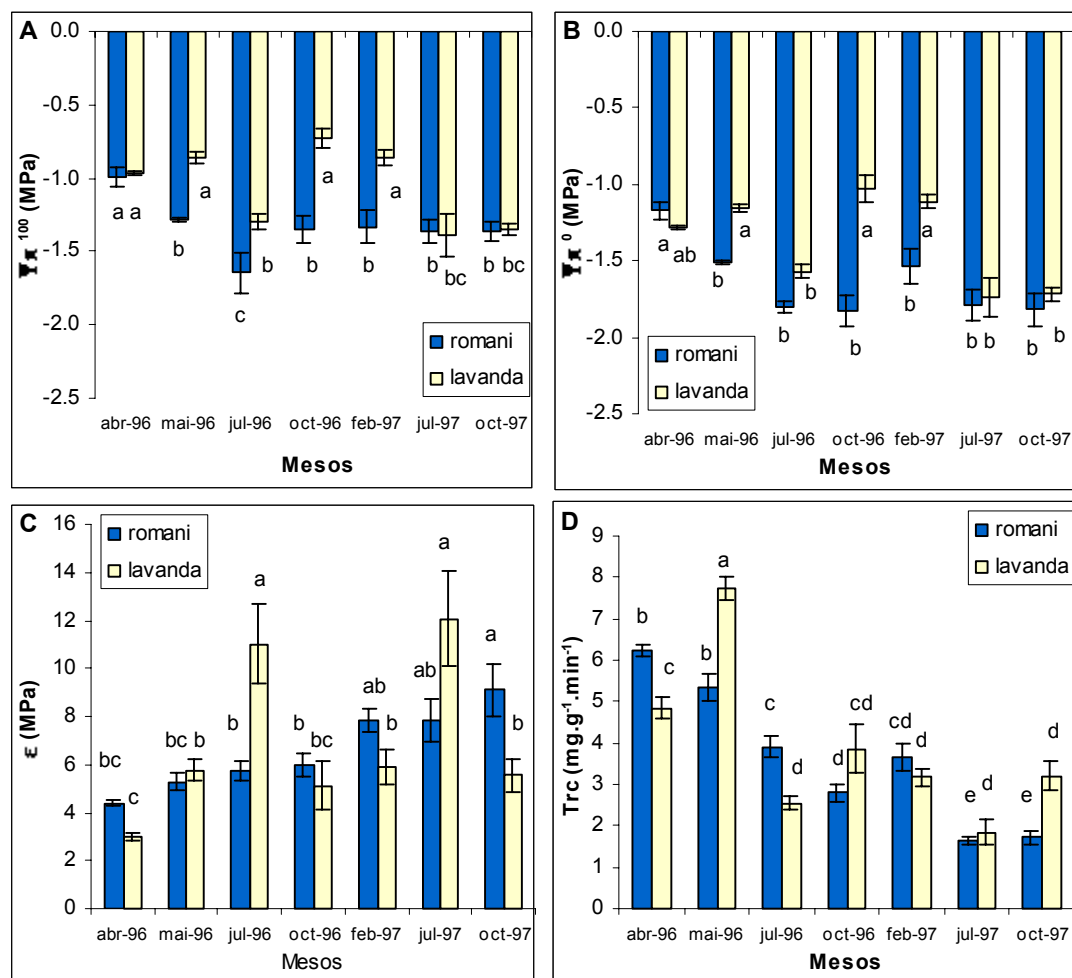 A
0.0
-0.5
-1.0
-1.5
-2.0
-2.5
Ψπ 100 (MPa)
a a
b
a
c
b
b
a
b
a
b
bc
b
bc
romani
lavanda
abr-96 mai-96 jul-96 oct-96 feb-97 jul-97 oct-97
Mesos
B
0.0
-0.5
-1.0
-1.5
-2.0
-2.5
Ψπ 0 (MPa)
a
ab
b
a
b
b
b
a
b
a
b
b
b
b
romani
lavanda
abr-96 mai-96 jul-96 oct-96 feb-97 jul-97 oct-97
Mesos
C
16
14
12
10
8
6
4
2
0
ε (MPa)
romani
lavanda
bc
c
bc
b
b
a
b
bc
ab
b
ab
a
a
b
abr-96 mai-96 jul-96 oct-96 feb-97 jul-97 oct-97
Mesos
D
9
8
7
6
5
4
3
2
1
0
Trc (mg.g-1.min-1)
romani
lavanda
b
c
b
a
c
d
d
cd
cd
d
e
d
e
d
abr-96 mai-96 jul-96 oct-96 feb-97 jul-97 oct-97
Mesos